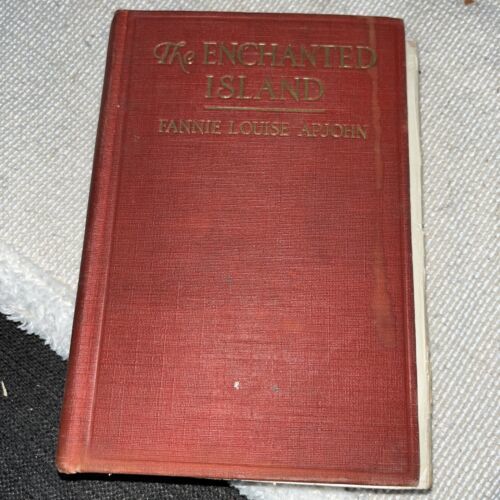 The ENCHANTED
ISLAND
FANNIE LOUISE APJOHN